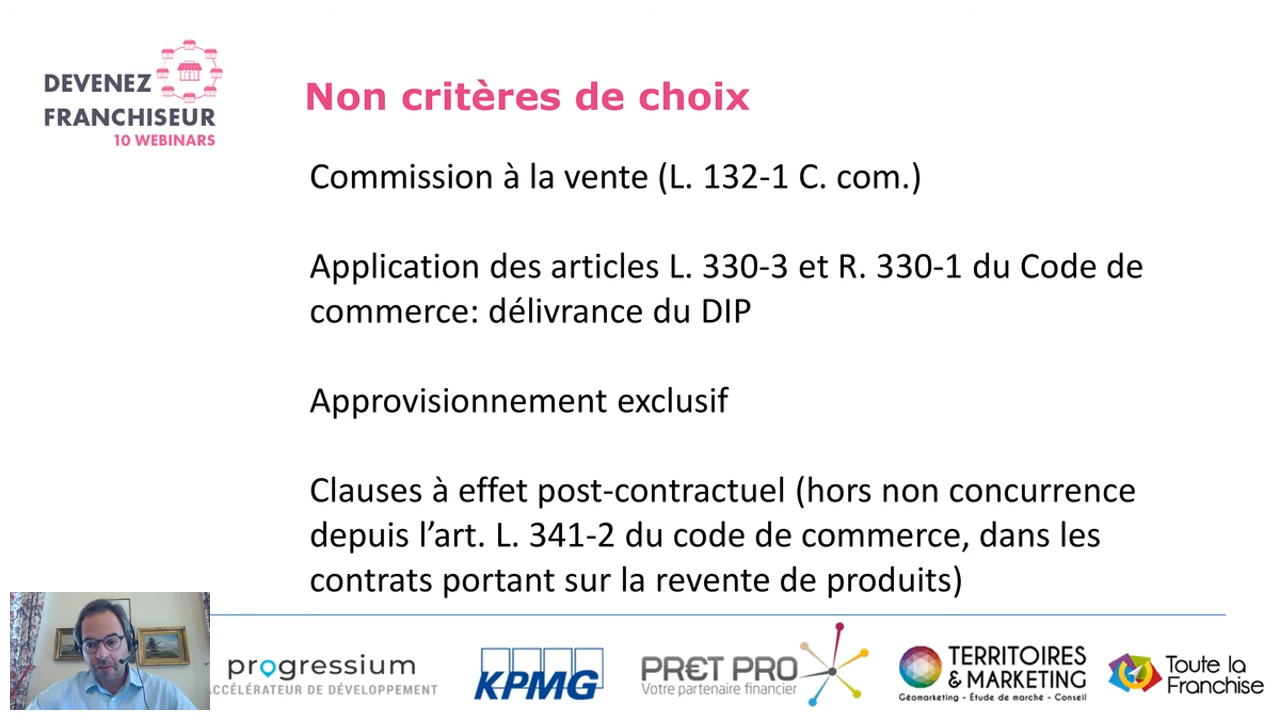 DEVENEZ
FRANCHISEUR
10 WEBINARS
Non critères de choix
Commission à la vente (L. 132-1 C. com.)
Application des articles L. 330-3 et R. 330-1 du Code de
commerce: délivrance du DIP
Approvisionnement exclusif
Clauses à effet post-contractuel (hors non concurrence
depuis l’art. L. 341-2 du code de commerce, dans les
contrats portant sur la revente de produits)
progressium
ACCÉLÉRATEUR DE DÉVELOPPEMENT
KPMG
PR€T PRO
Votre partenaire financier
TERRITOIRES
& MARKETING
Géomarketing - Étude de marché - Conseil
Toute la
Franchise